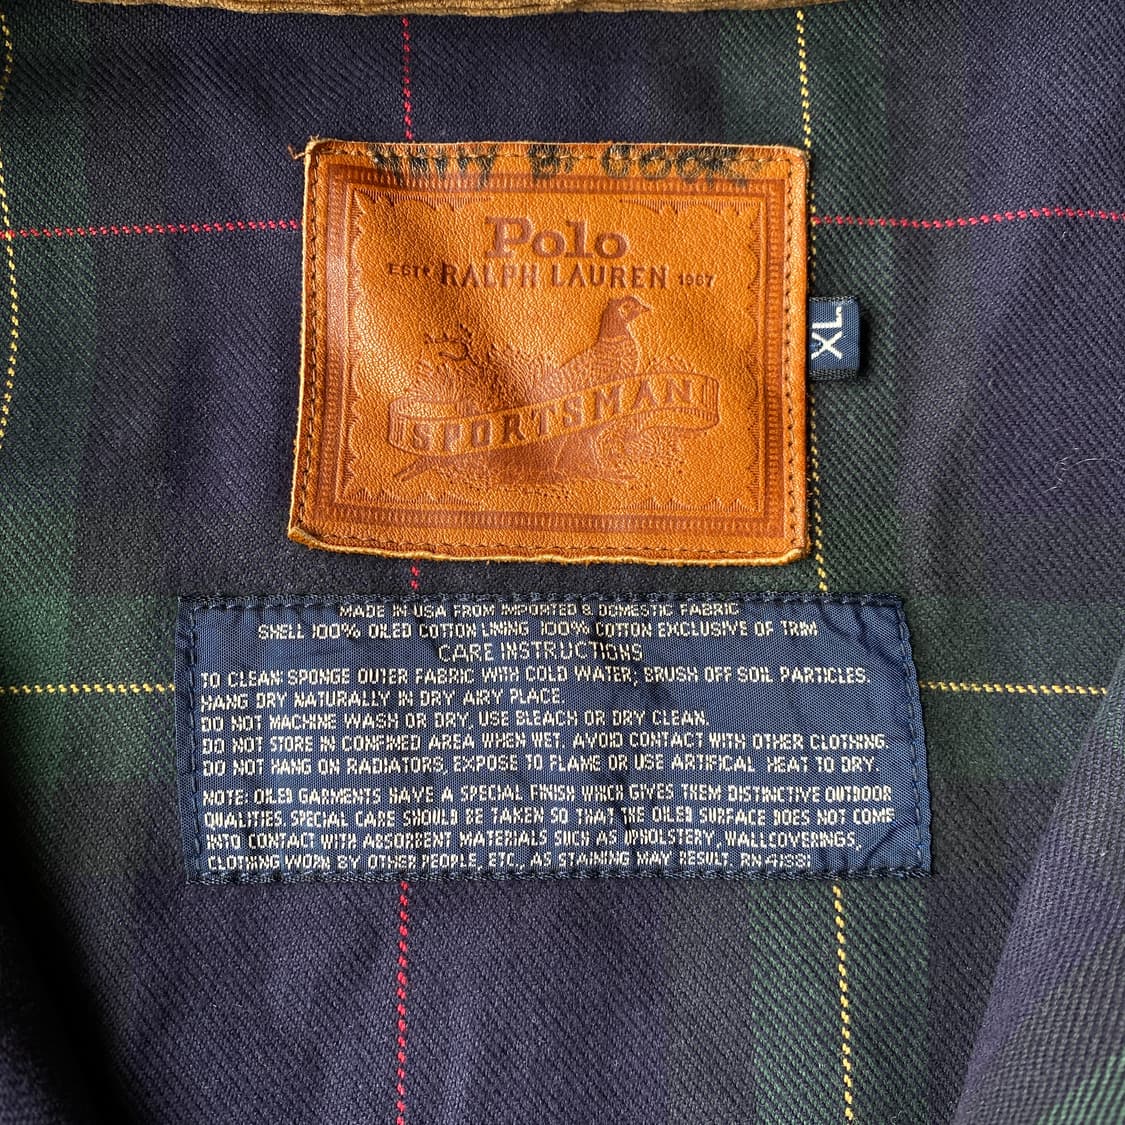 B. COOK.
Polo
EST. RALPH LAUREN 1967
SPORTSMAN
XL
MADE IN USA FROM IMPORTED & DOMESTIC FABRIC
SHELL 100% OILED COTTON LINING 100% COTTON EXCLUSIVE OF TRIM
CARE INSTRUCTIONS
TO CLEAN: SPONGE OUTER FABRIC WITH COLD WATER; BRUSH OFF SOIL PARTICLES.
HANG DRY NATURALLY IN DRY AIRY PLACE.
DO NOT MACHINE WASH OR DRY, USE BLEACH OR DRY CLEAN.
DO NOT STORE IN CONFINED AREA WHEN WET. AVOID CONTACT WITH OTHER CLOTHING.
DO NOT HANG ON RADIATORS, EXPOSE TO FLAME OR USE ARTIFICAL HEAT TO DRY.
NOTE: OILED GARMENTS HAVE A SPECIAL FINISH WHICH GIVES THEM DISTINCTIVE OUTDOOR
QUALITIES. SPECIAL CARE SHOULD BE TAKEN SO THAT THE OILED SURFACE DOES NOT COME
INTO CONTACT WITH ABSORBENT MATERIALS SUCH AS UPHOLSTERY, WALLCOVERINGS,
CLOTHING WORN BY OTHER PEOPLE, ETC., AS STAINING MAY RESULT. RN 41381